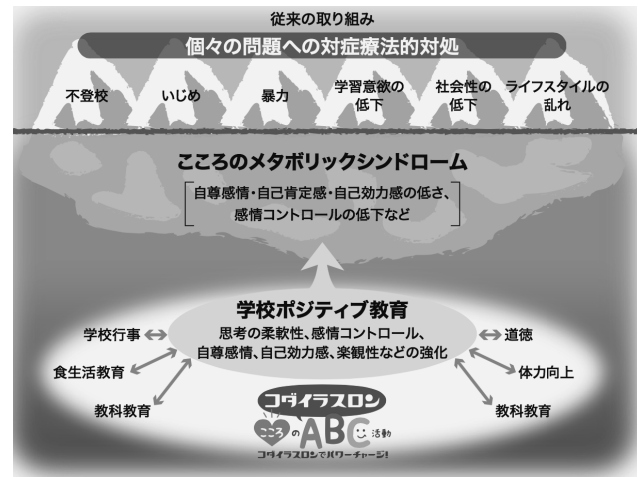 従来の取り組み
個々の問題への対症療法的対処
不登校
いじめ
暴力
学習意欲の
低下
社会性の
低下
ライフスタイルの
乱れ
こころのメタボリックシンドローム
自尊感情・自己肯定感・自己効力感の低さ、
感情コントロールの低下など
学校ポジティブ教育
思考の柔軟性、感情コントロール、
自尊感情、自己効力感、楽観性などの強化
学校行事
道徳
食生活教育
体力向上
教科教育
教科教育
コダイラスロン
こころのABC活動
コダイラスロンでパワーチャージ!